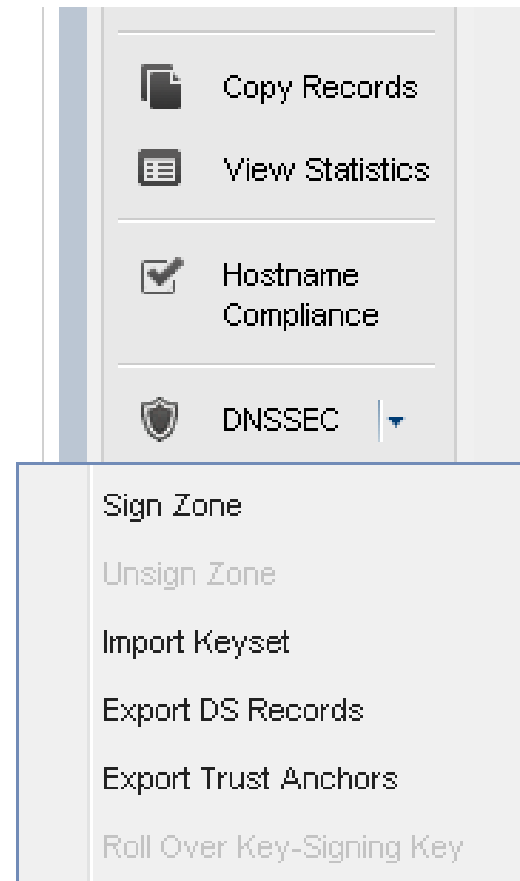 Copy Records
View Statistics
Hostname
Compliance
DNSSEC
Sign Zone
Unsign Zone
Import Keyset
Export DS Records
Export Trust Anchors
Roll Over Key-Signing Key